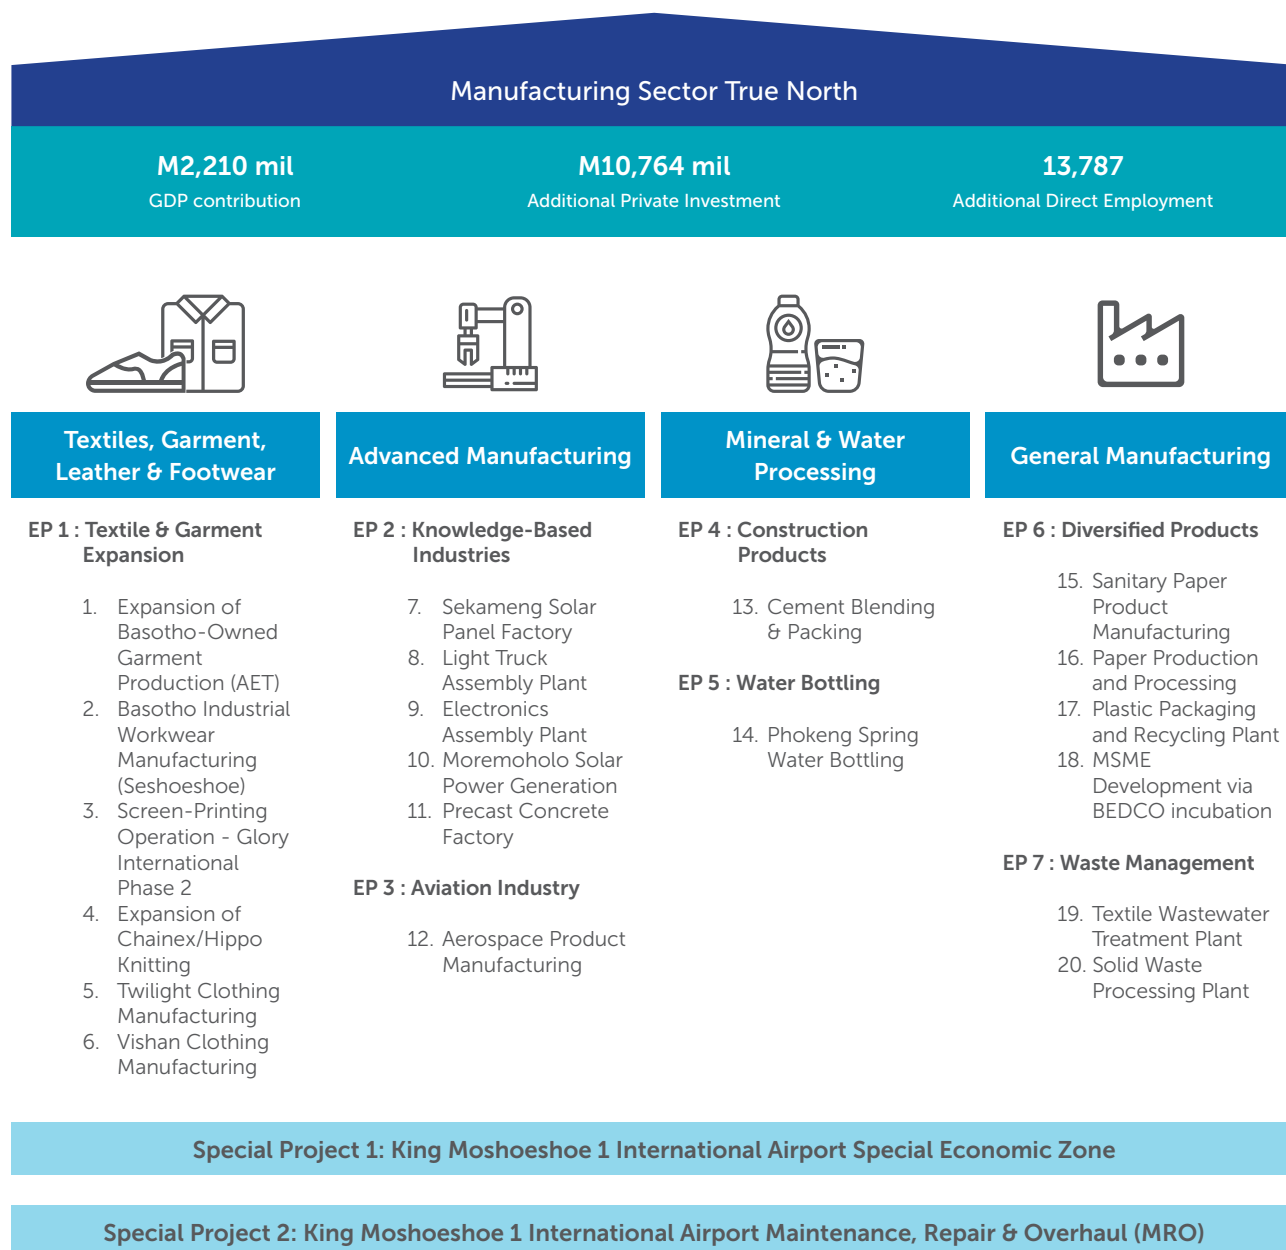 Manufacturing Sector True North
M2,210 mil
GDP contribution
M10,764 mil
Additional Private Investment
13,787
Additional Direct Employment
Textiles, Garment,
Leather & Footwear
EP 1 : Textile & Garment
Expansion
1. Expansion of
Basotho-Owned
Garment
Production (AET)
2. Basotho Industrial
Workwear
Manufacturing
(Seshoeshoe)
3. Screen-Printing
Operation - Glory
International
Phase 2
4. Expansion of
Chainex/Hippo
Knitting
5. Twilight Clothing
Manufacturing
6. Vishan Clothing
Manufacturing
Advanced Manufacturing
EP 2 : Knowledge-Based
Industries
7. Sekameng Solar
Panel Factory
8. Light Truck
Assembly Plant
9. Electronics
Assembly Plant
10. Moremoholo Solar
Power Generation
11. Precast Concrete
Factory
EP 3 : Aviation Industry
12. Aerospace Product
Manufacturing
Mineral & Water
Processing
EP 4 : Construction
Products
13. Cement Blending
& Packing
EP 5 : Water Bottling
14. Phokeng Spring
Water Bottling
General Manufacturing
EP 6 : Diversified Products
15. Sanitary Paper
Product
Manufacturing
16. Paper Production
and Processing
17. Plastic Packaging
and Recycling Plant
18. MSME
Development via
BEDCO incubation
EP 7 : Waste Management
19. Textile Wastewater
Treatment Plant
20. Solid Waste
Processing Plant
Special Project 1: King Moshoeshoe 1 International Airport Special Economic Zone
Special Project 2: King Moshoeshoe 1 International Airport Maintenance, Repair & Overhaul (MRO)